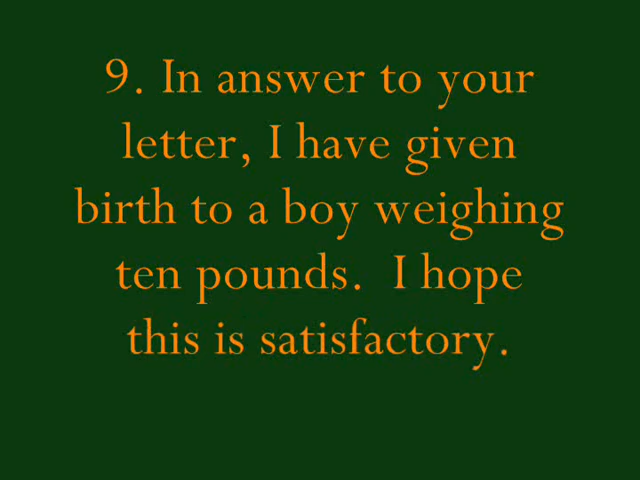 9. In answer to your
letter, I have given
birth to a boy weighing
ten pounds.  I hope
this is satisfactory.